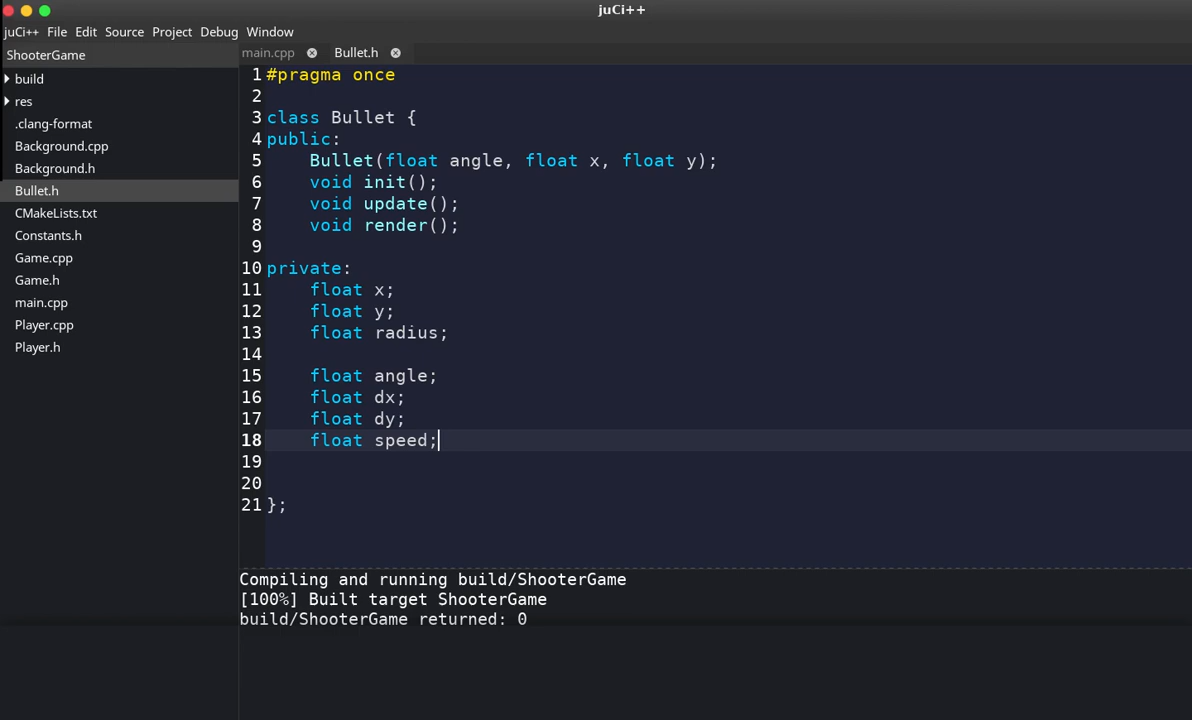 juCi++
juCi++ File Edit Source Project Debug Window
ShooterGame
build
res
.clang-format
Background.cpp
Background.h
Bullet.h
CMakeLists.txt
Constants.h
Game.cpp
Game.h
main.cpp
Player.cpp
Player.h
main.cpp Bullet.h
1 #pragma once
2
3 class Bullet {
4 public:
5     Bullet(float angle, float x, float y);
6     void init();
7     void update();
8     void render();
9
10 private:
11     float x;
12     float y;
13     float radius;
14
15     float angle;
16     float dx;
17     float dy;
18     float speed;
19
20
21 };
Compiling and running build/ShooterGame
[100%] Built target ShooterGame
build/ShooterGame returned: 0